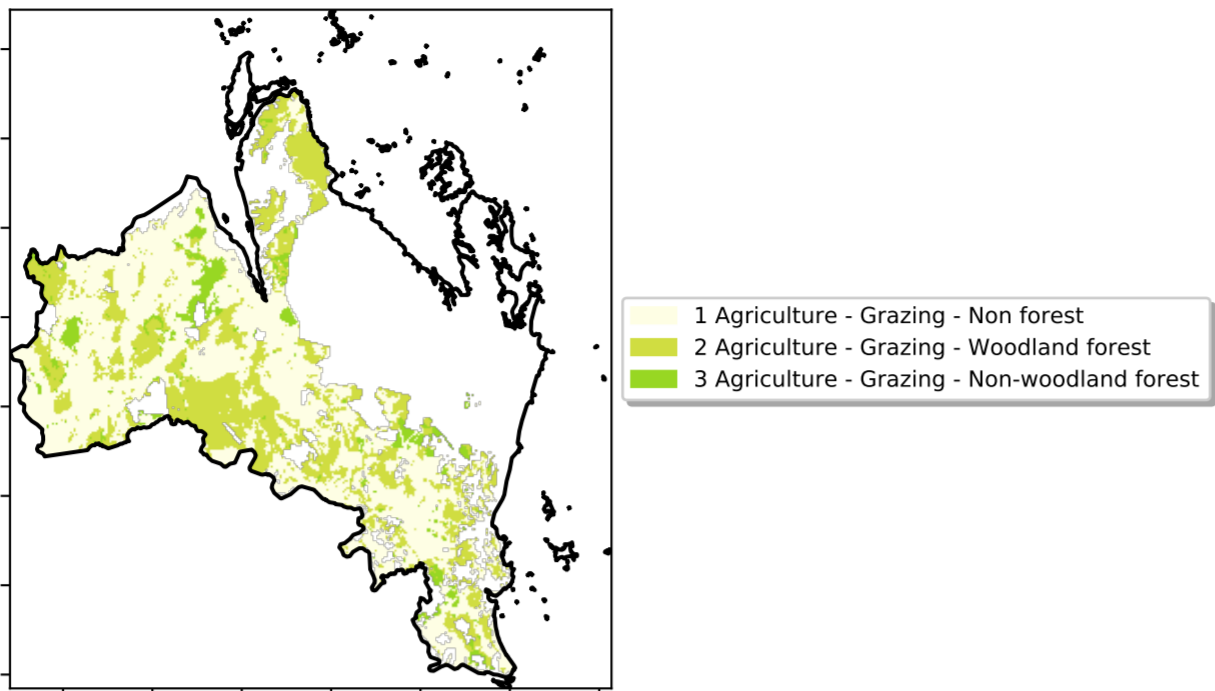 1 Agriculture - Grazing - Non forest
2 Agriculture - Grazing - Woodland forest
3 Agriculture - Grazing - Non-woodland forest